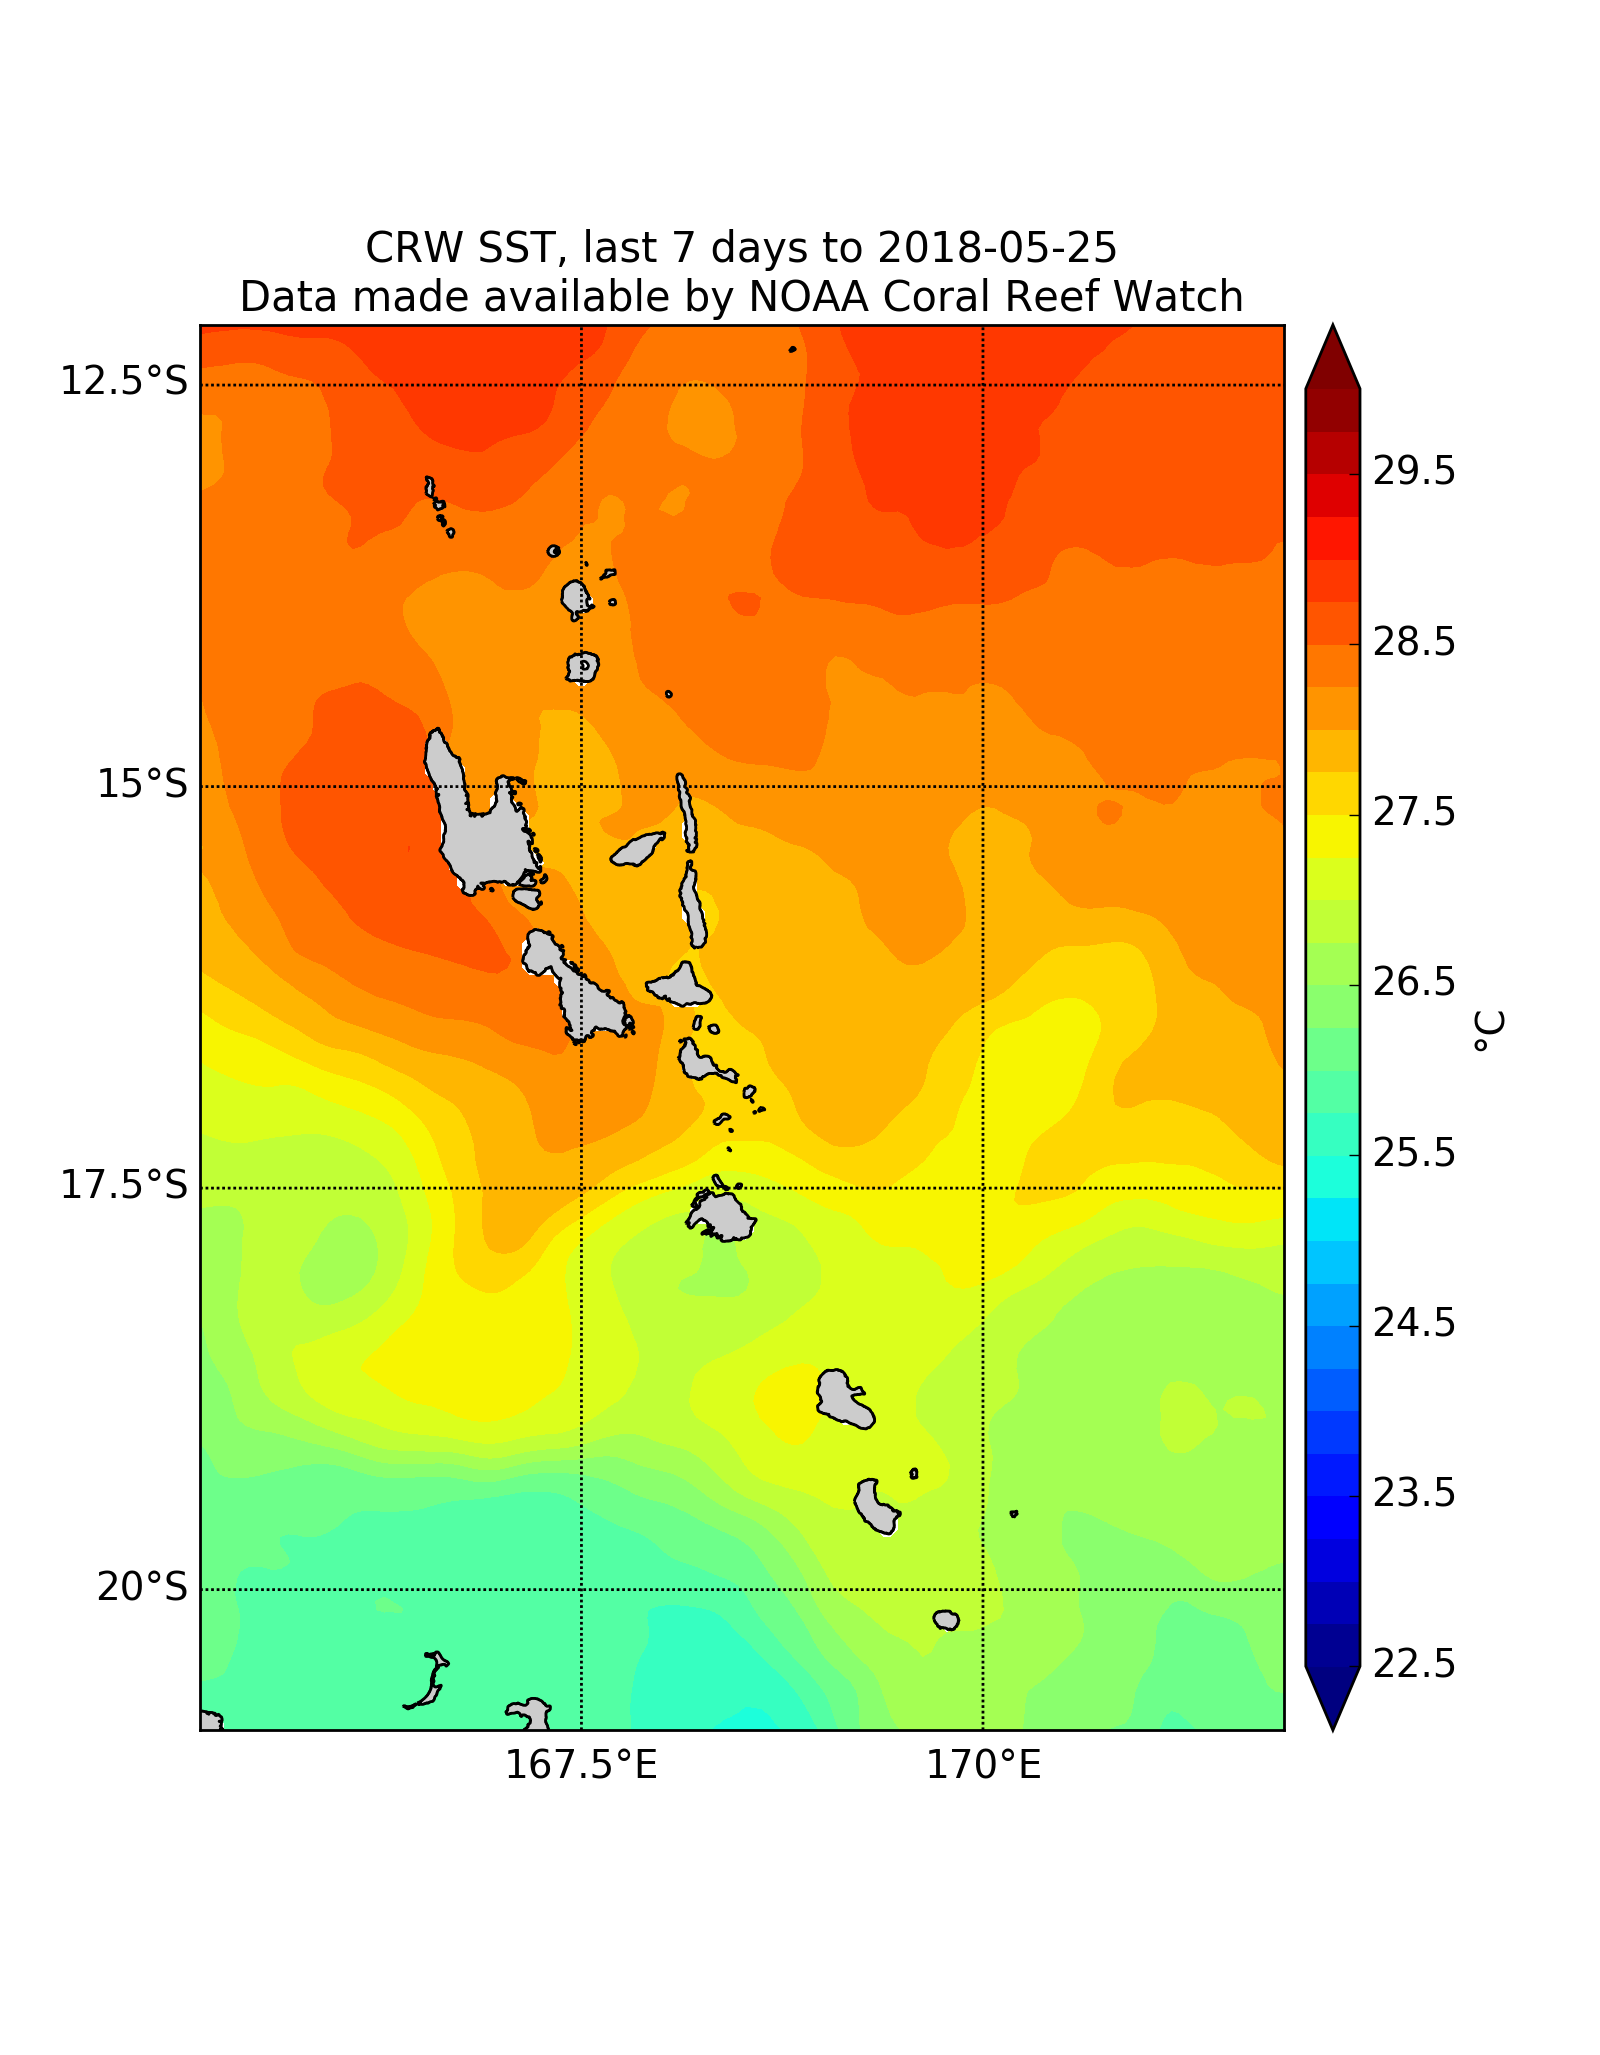 CRW SST, last 7 days to 2018-05-25
Data made available by NOAA Coral Reef Watch
12.5°S
15°S
17.5°S
20°S
167.5°E
170°E
29.5
28.5
27.5
26.5
25.5
24.5
23.5
22.5
°C